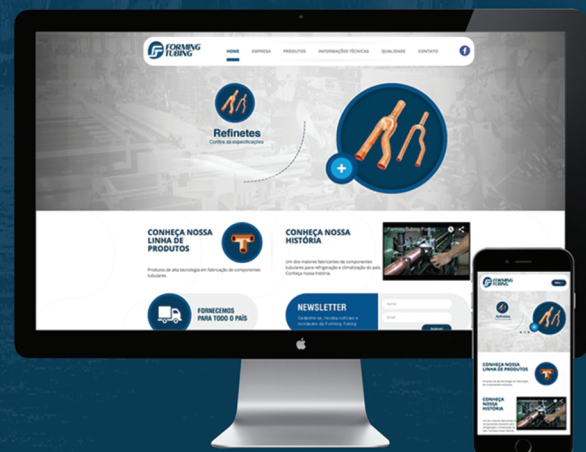 FORMING
TUBING
HOME EMPRESA PRODUTOS INFORMAÇÕES TÉCNICAS QUALIDADE CONTATO
Refinetes
Confira as especificações
CONHEÇA NOSSA
LINHA DE
PRODUTOS
Produtos de alta tecnologia em fabricação de componentes
tubulares.
CONHEÇA NOSSA
HISTÓRIA
Um dos maiores fabricantes de componentes
tubulares para refrigeração e climatização do país.
Conheça nossa história.
Forming Tubing
FORNECEMOS
PARA TODO O PAÍS
NEWSLETTER
Cadastre-se, receba notícias e
novidades da Forming Tubing
Nome
Email
FORMING
TUBING
Refinetes
CONHEÇA NOSSA
LINHA DE PRODUTOS
CONHEÇA
NOSSA
HISTÓRIA